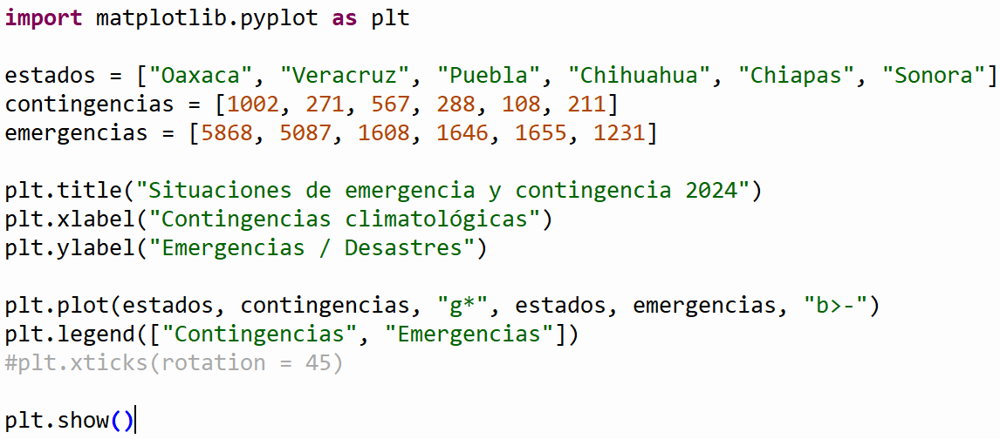 import matplotlib.pyplot as plt
estados = ["Oaxaca", "Veracruz", "Puebla", "Chihuahua", "Chiapas", "Sonora"]
contingencias = [1002, 271, 567, 288, 108, 211]
emergencias = [5868, 5087, 1608, 1646, 1655, 1231]
plt.title("Situaciones de emergencia y contingencia 2024")
plt.xlabel("Contingencias climatológicas")
plt.ylabel("Emergencias / Desastres")
plt.plot(estados, contingencias, "g*", estados, emergencias, "b>-")
plt.legend(["Contingencias", "Emergencias"])
#plt.xticks(rotation = 45)
plt.show()